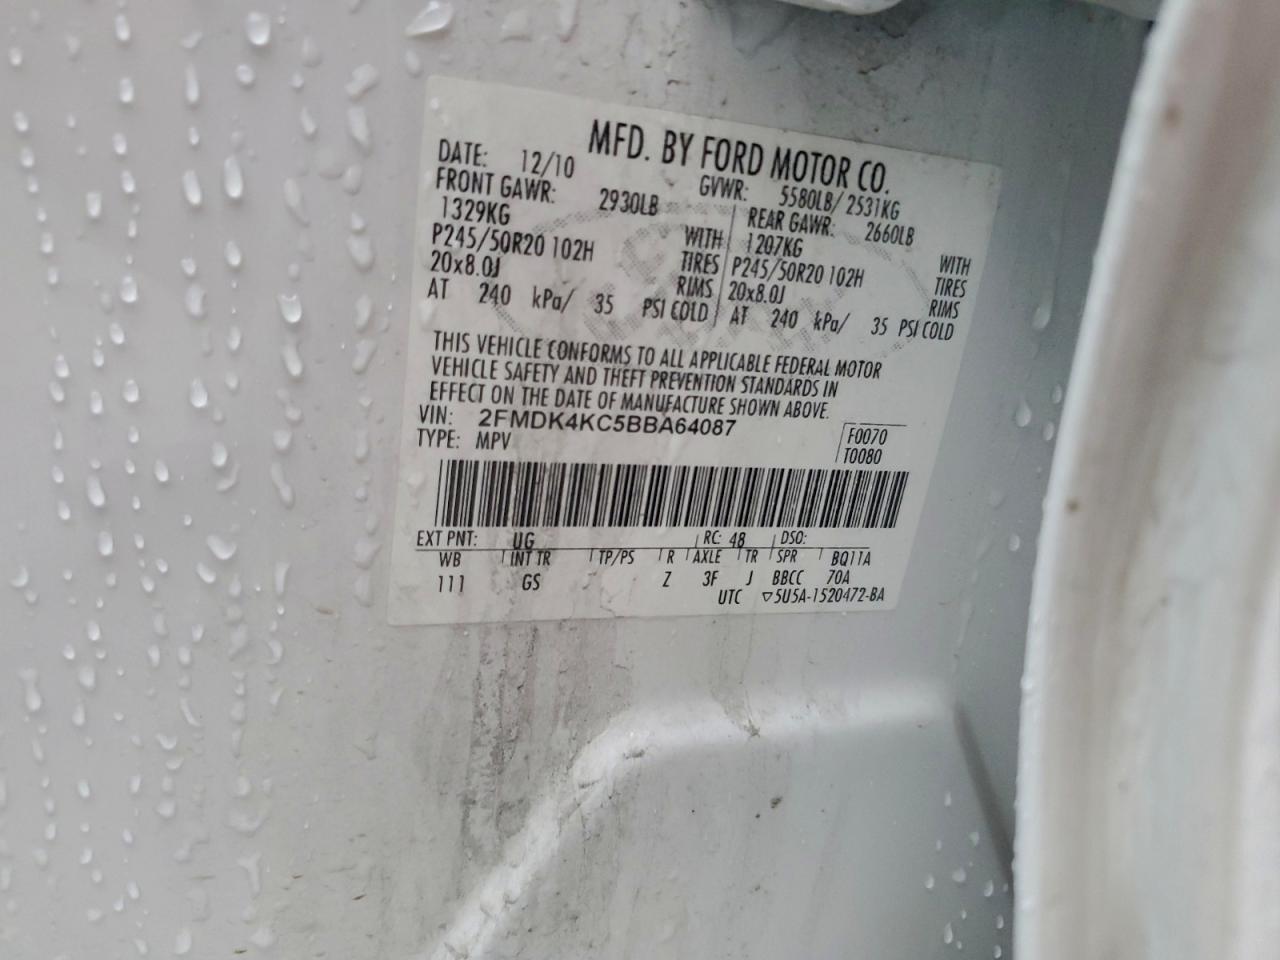 MFD. BY FORD MOTOR CO.
DATE: 12/10 GVWR: 5580LB/ 2531KG
FRONT GAWR: 2930LB REAR GAWR: 2660LB
1329KG WITH 1207KG WITH
P245/50R20 102H TIRES P245/50R20 102H TIRES
20x8.0J RIMS 20x8.0J RIMS
AT 240 kPa/ 35 PSI COLD AT 240 kPa/ 35 PSI COLD
THIS VEHICLE CONFORMS TO ALL APPLICABLE FEDERAL MOTOR
VEHICLE SAFETY AND THEFT PREVENTION STANDARDS IN
EFFECT ON THE DATE OF MANUFACTURE SHOWN ABOVE.
VIN: 2FMDK4KC5BBA64087
TYPE: MPV
F0070
T0080
EXT PNT: UG RC: 48 DSO:
WB INT TR TP/PS R AXLE TR SPR BQ11A
111 GS Z 3F J BBCC 70A
UTC ▽5U5A-1520472-BA